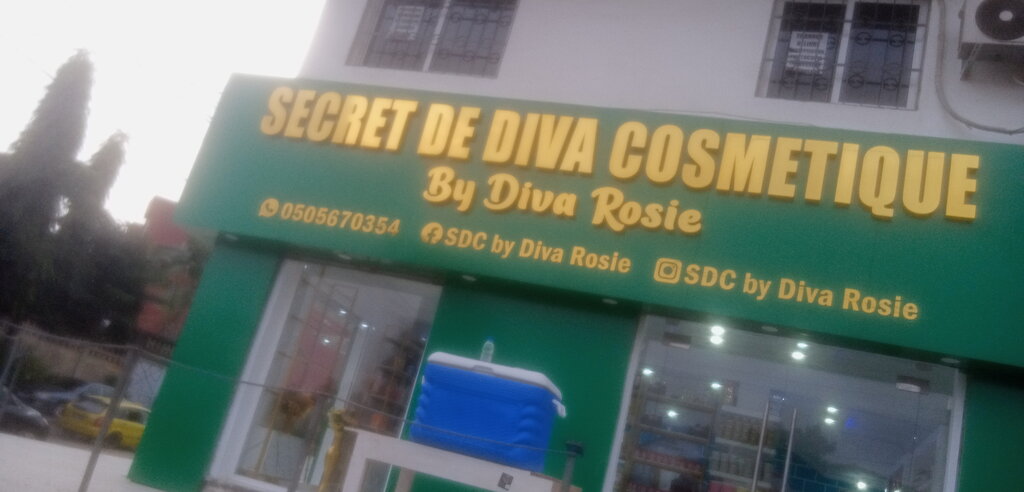 SECRET DE DIVA COSMETIQUE
By Diva Rosie
0505670354 SDC by Diva Rosie SDC by Diva Rosie